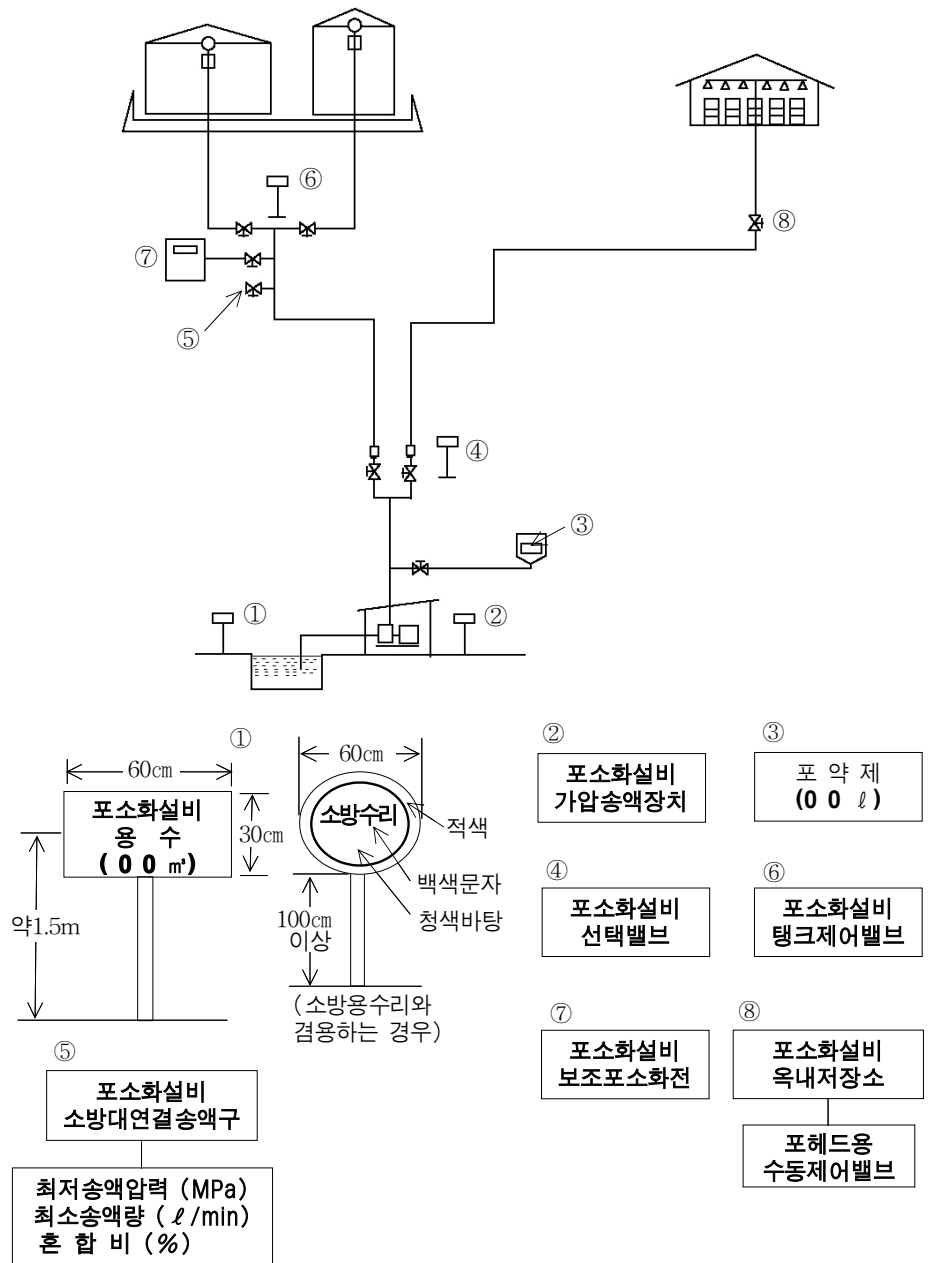 ⑥
⑦
⑧
⑤
④
③
①
②
①
60㎝
포소화설비
용 수
( 0 0 ㎥)
30㎝
약1.5m
60㎝
소방수리
적색
백색문자
청색바탕
100㎝
이상
(소방용수리와
겸용하는 경우)
②
포소화설비
가압송액장치
③
포 약 제
(0 0 ℓ)
④
포소화설비
선택밸브
⑥
포소화설비
탱크제어밸브
⑦
포소화설비
보조포소화전
⑧
포소화설비
옥내저장소
포헤드용
수동제어밸브
⑤
포소화설비
소방대연결송액구
최저송액압력 (MPa)
최소송액량 (ℓ/min)
혼 합 비 (%)